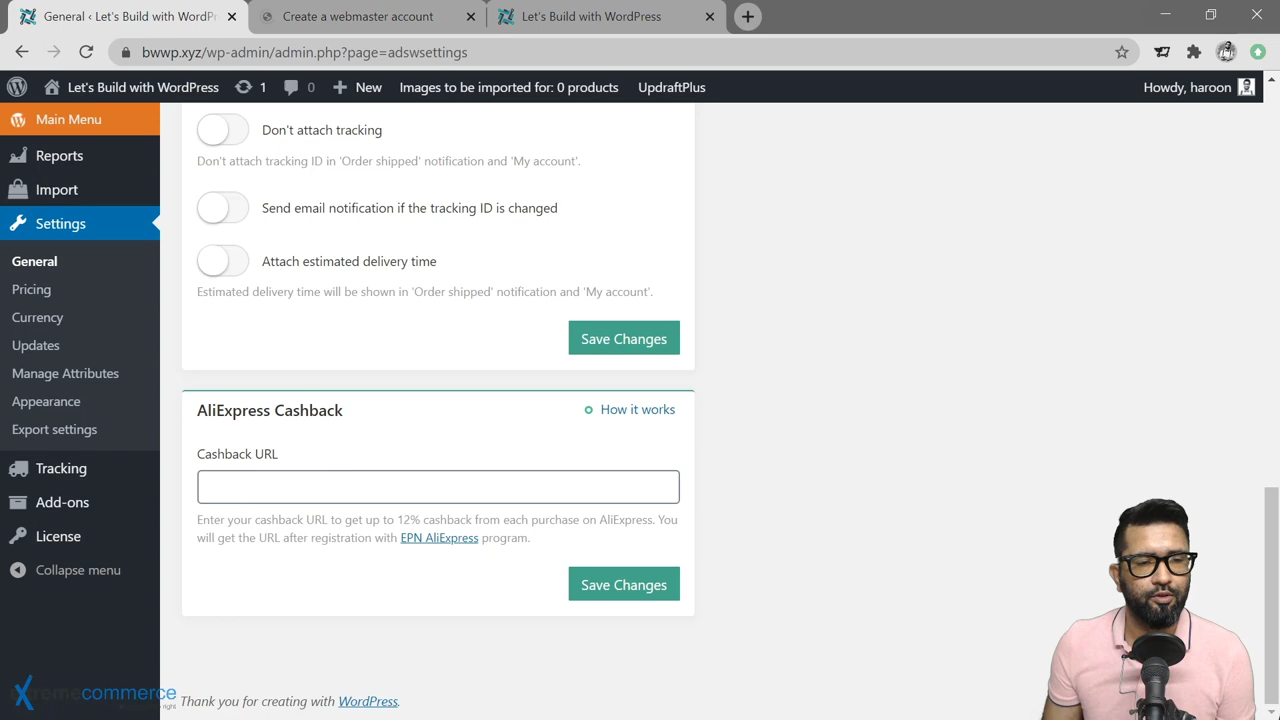 General < Let's Build with WordPr
Create a webmaster account
Let's Build with WordPress
bwwp.xyz/wp-admin/admin.php?page=adswsettings
Let's Build with WordPress 1 0 New Images to be imported for: 0 products UpdraftPlus Howdy, haroon
Main Menu
Reports
Import
Settings
General
Pricing
Currency
Updates
Manage Attributes
Appearance
Export settings
Tracking
Add-ons
License
Collapse menu
Don't attach tracking
Don't attach tracking ID in 'Order shipped' notification and 'My account'.
Send email notification if the tracking ID is changed
Attach estimated delivery time
Estimated delivery time will be shown in 'Order shipped' notification and 'My account'.
Save Changes
AliExpress Cashback
How it works
Cashback URL
Enter your cashback URL to get up to 12% cashback from each purchase on AliExpress. You
will get the URL after registration with EPN AliExpress program.
Save Changes
extremecommerce
Thank you for creating with WordPress.